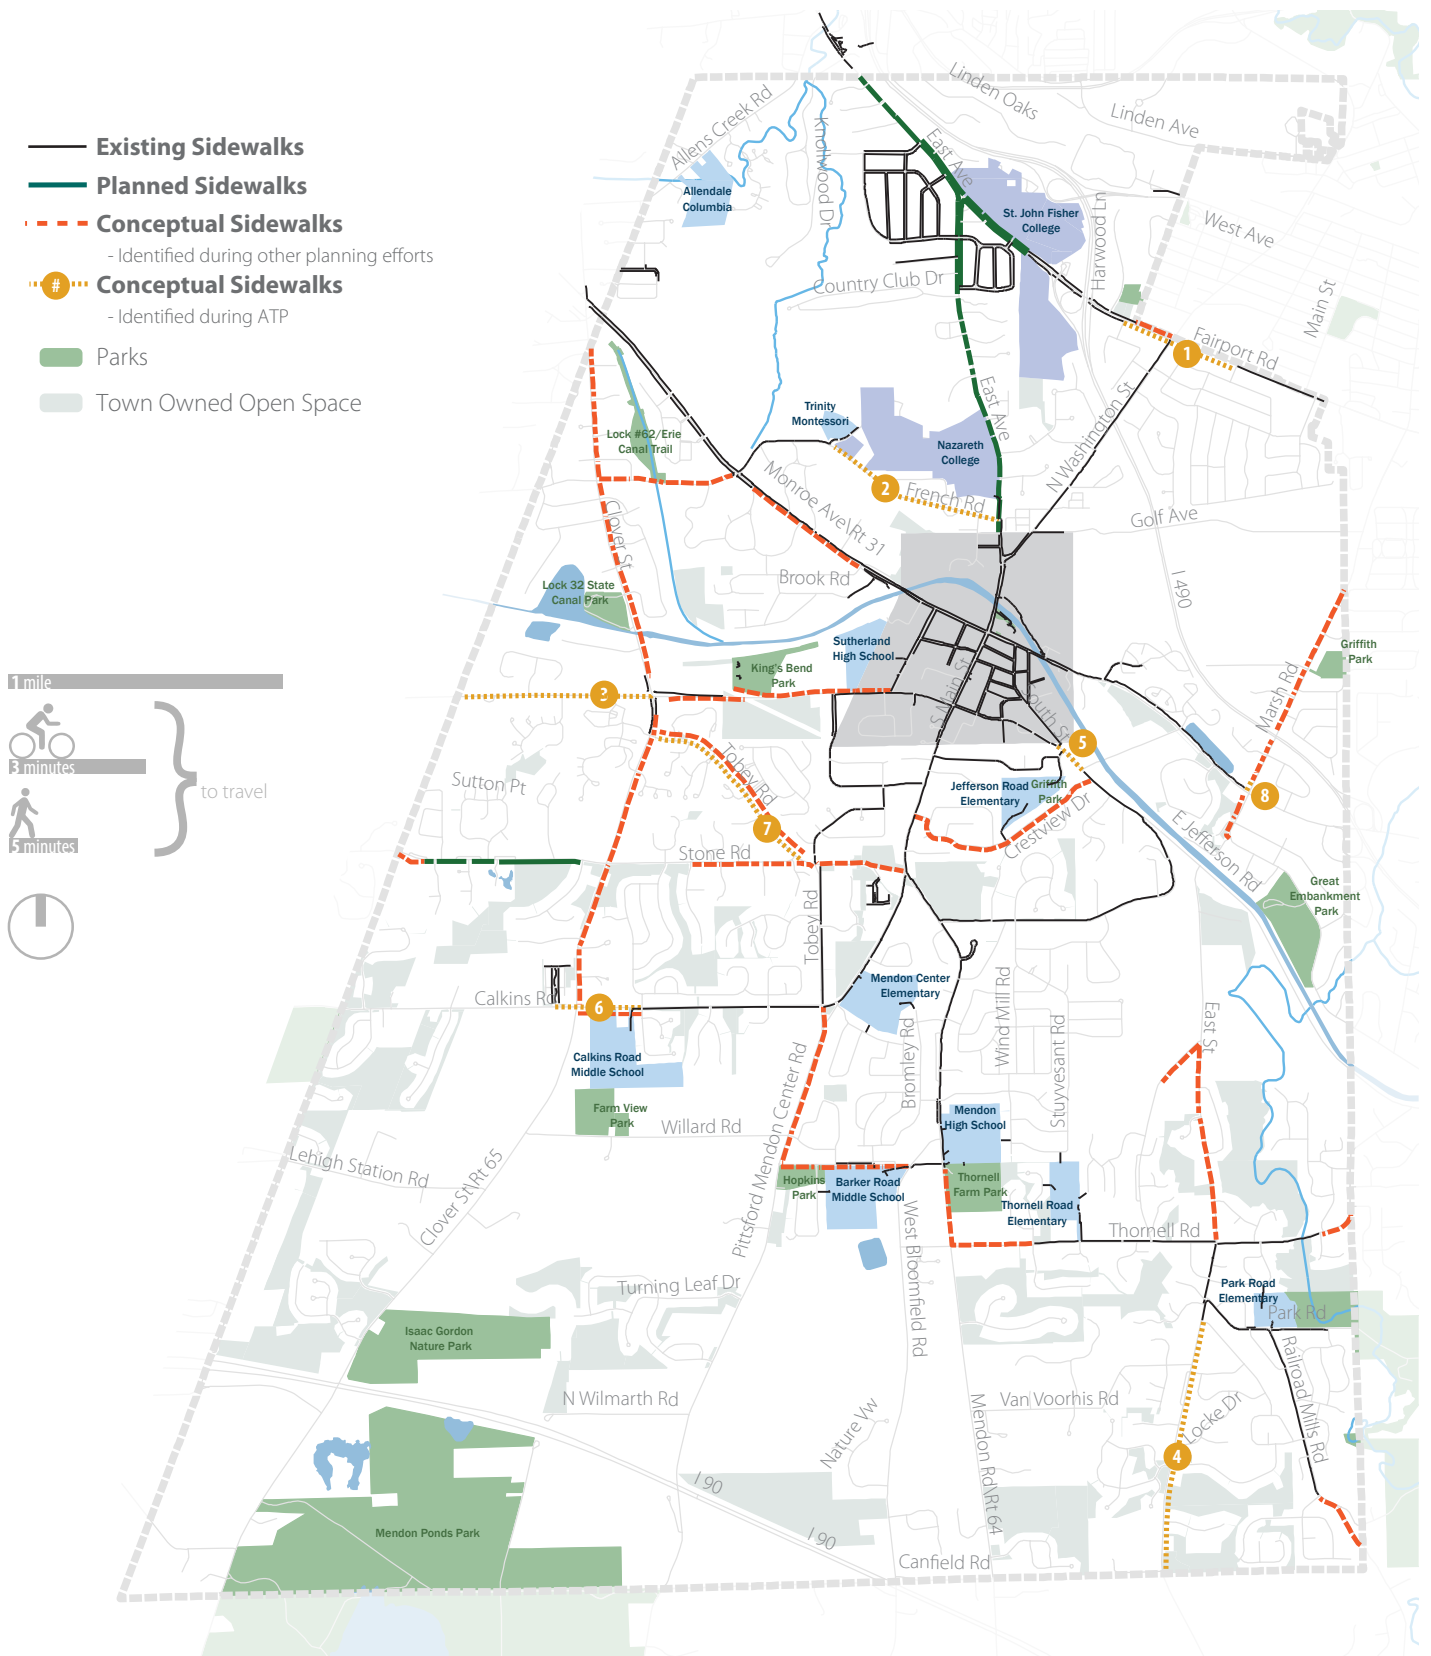 Existing Sidewalks
Planned Sidewalks
Conceptual Sidewalks
- Identified during other planning efforts
#
Conceptual Sidewalks
- Identified during ATP
Parks
Town Owned Open Space
1 mile
3 minutes
5 minutes
to travel
Linden Oaks
Linden Ave
Allens Creek Rd
Knollwood Dr
East Ave
Allendale
Columbia
St. John Fisher
College
Harwood Ln
West Ave
Main St
Country Club Dr
1
Fairport Rd
East Ave
Trinity
Montessori
Lock #62/Erie
Canal Trail
Nazareth
College
N Washington St
Monroe Ave\Rt 31
2
French Rd
Clover St
Golf Ave
Brook Rd
I 490
Lock 32 State
Canal Park
Sutherland
High School
Griffith
Park
King's Bend
Park
3
S Main St
South St
Marsh Rd
5
Tobey Rd
Sutton Pt
Jefferson Road
Elementary
Griffith
Park
8
7
Crestview Dr
E Jefferson Rd
Stone Rd
Great
Embankment
Park
Tobey Rd
Mendon Center
Elementary
Calkins Rd
6
Wind Mill Rd
East St
Bromley Rd
Stuyvesant Rd
Calkins Road
Middle School
Pittsford Mendon Center Rd
Farm View
Park
Willard Rd
Mendon
High School
Lehigh Station Rd
Clover St\Rt 65
Hopkins
Park
Barker Road
Middle School
Thornell
Farm Park
Thornell Road
Elementary
Thornell Rd
West Bloomfield Rd
Turning Leaf Dr
Park Road
Elementary
Park Rd
Isaac Gordon
Nature Park
Railroad Mills Rd
N Wilmarth Rd
Van Voorhis Rd
Nature Vw
Mendon Rd\Rt 64
Locke Dr
4
I 90
Mendon Ponds Park
I 90
Canfield Rd